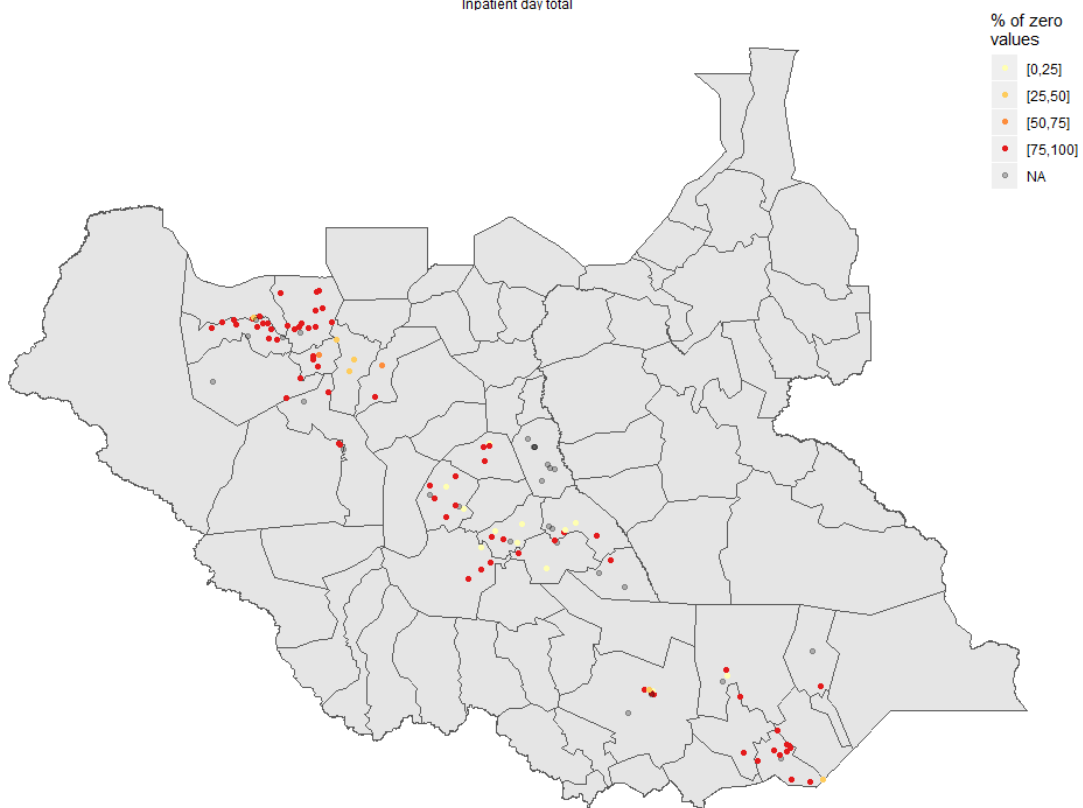 Inpatient day total
% of zero
values
[0,25]
[25,50]
[50,75]
[75,100]
NA